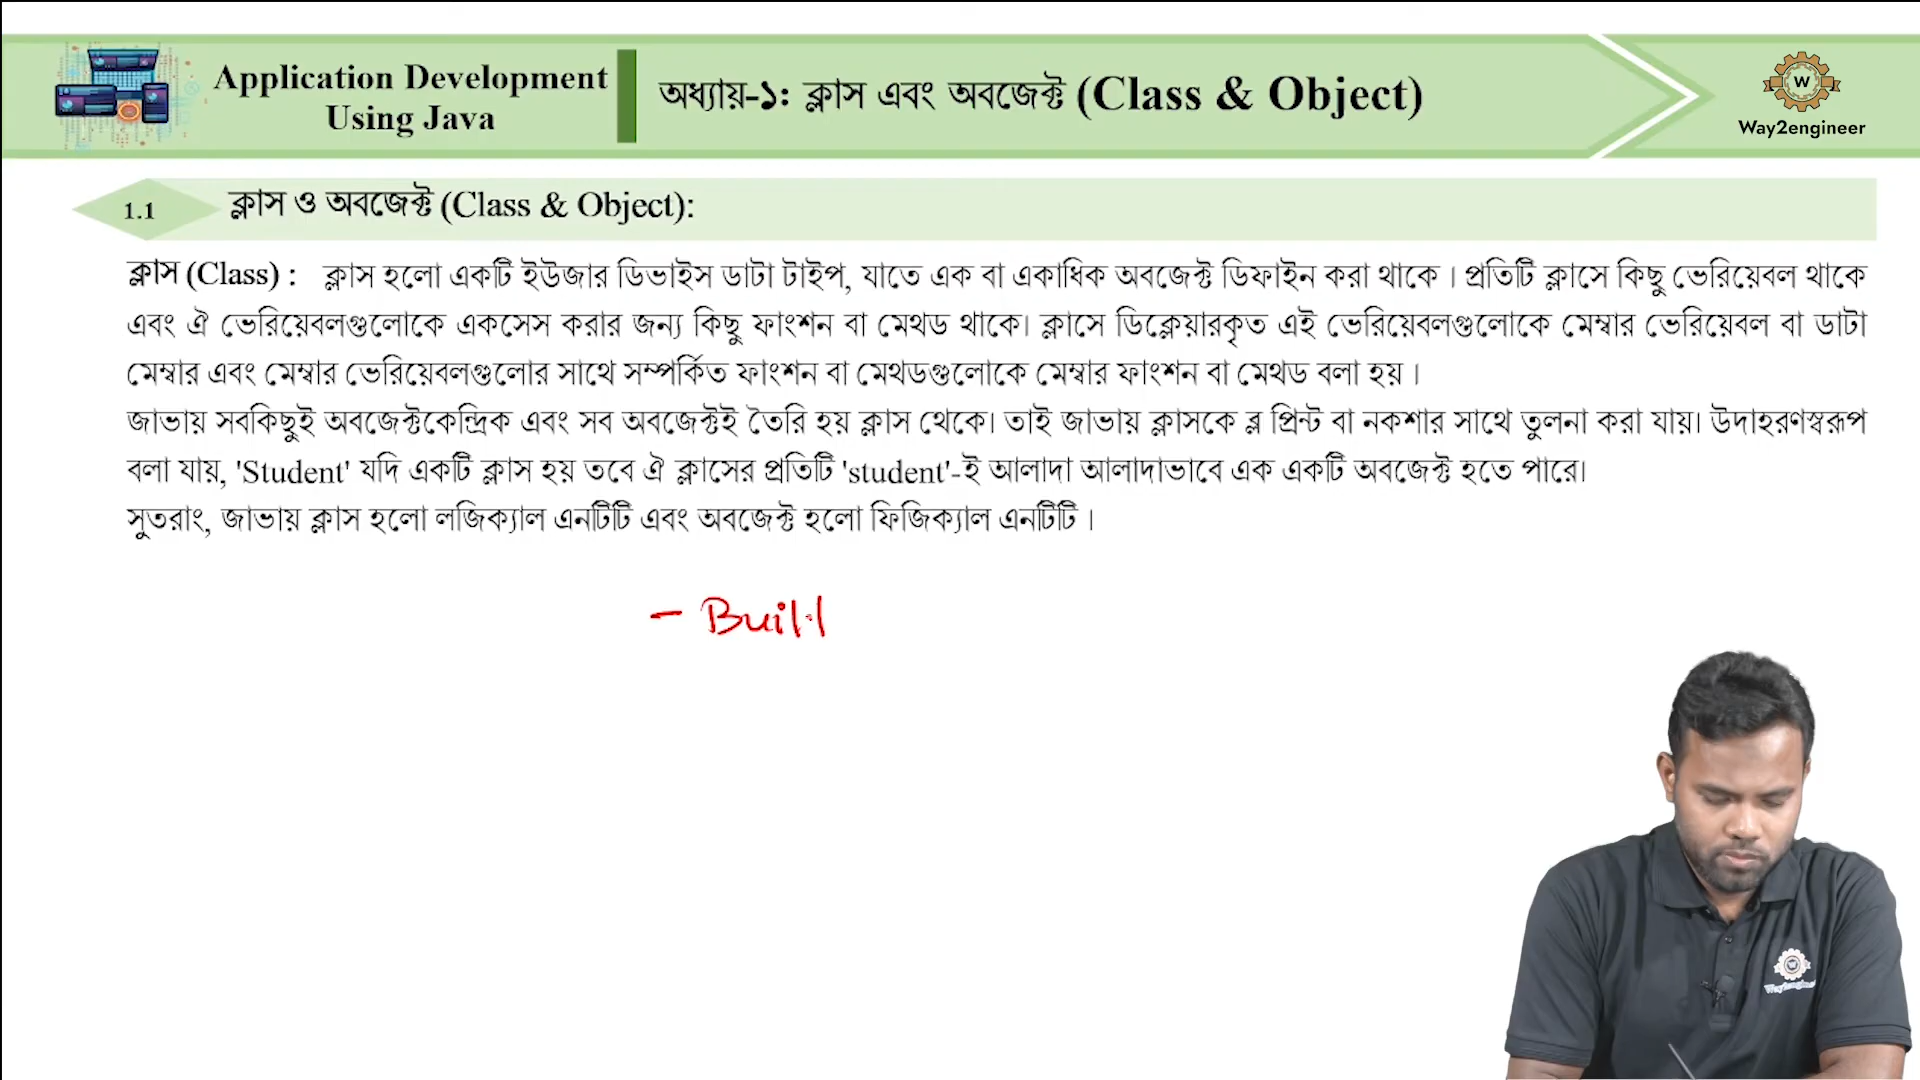 Application Development
Using Java
অধ্যায়-১: ক্লাস এবং অবজেক্ট (Class & Object)
W
Way2engineer
1.1
ক্লাস ও অবজেক্ট (Class & Object):
ক্লাস (Class) : ক্লাস হলো একটি ইউজার ডিভাইস ডাটা টাইপ, যাতে এক বা একাধিক অবজেক্ট ডিফাইন করা থাকে। প্রতিটি ক্লাসে কিছু ভেরিয়েবল থাকে
এবং ঐ ভেরিয়েবলগুলোকে একসেস করার জন্য কিছু ফাংশন বা মেথড থাকে। ক্লাসে ডিক্লেয়ারকৃত এই ভেরিয়েবলগুলোকে মেম্বার ভেরিয়েবল বা ডাটা
মেম্বার এবং মেম্বার ভেরিয়েবলগুলোর সাথে সম্পর্কিত ফাংশন বা মেথডগুলোকে মেম্বার ফাংশন বা মেথড বলা হয়।
জাভায় সবকিছুই অবজেক্টকেন্দ্রিক এবং সব অবজেক্টই তৈরি হয় ক্লাস থেকে। তাই জাভায় ক্লাসকে ব্লু প্রিন্ট বা নকশার সাথে তুলনা করা যায়। উদাহরণস্বরূপ
বলা যায়, 'Student' যদি একটি ক্লাস হয় তবে ঐ ক্লাসের প্রতিটি 'student'-ই আলাদা আলাদাভাবে এক একটি অবজেক্ট হতে পারে।
সুতরাং, জাভায় ক্লাস হলো লজিক্যাল এনটিটি এবং অবজেক্ট হলো ফিজিক্যাল এনটিটি।